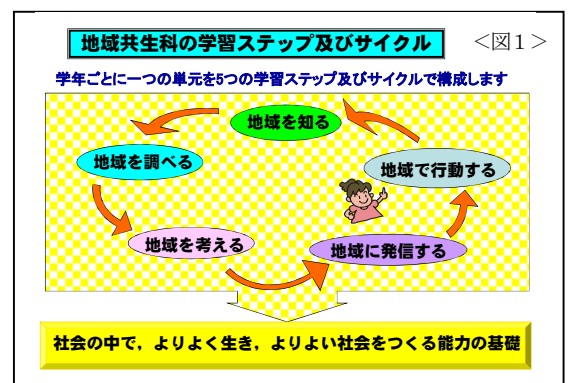 地域共生科の学習ステップ及びサイクル
＜図１＞
学年ごとに一つの単元を5つの学習ステップ及びサイクルで構成します
地域を知る
地域を調べる
地域を考える
地域に発信する
地域で行動する
社会の中で，よりよく生き，よりよい社会をつくる能力の基礎